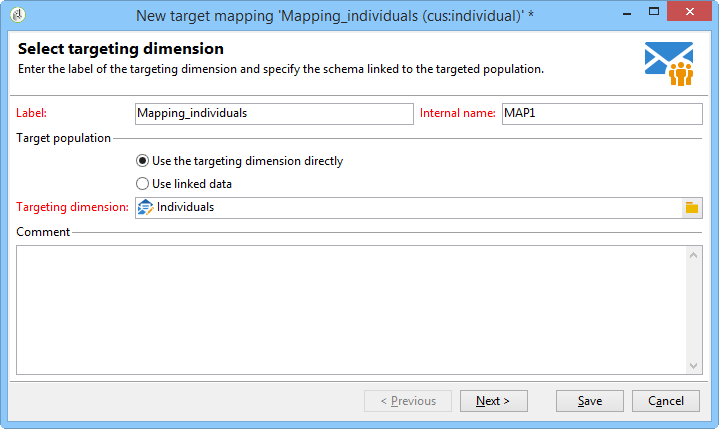 New target mapping 'Mapping_individuals (cus:individual)' *
Select targeting dimension
Enter the label of the targeting dimension and specify the schema linked to the targeted population.
Label: Mapping_individuals Internal name: MAP1
Target population
Use the targeting dimension directly
Use linked data
Targeting dimension: Individuals
Comment
< Previous Next > Save Cancel